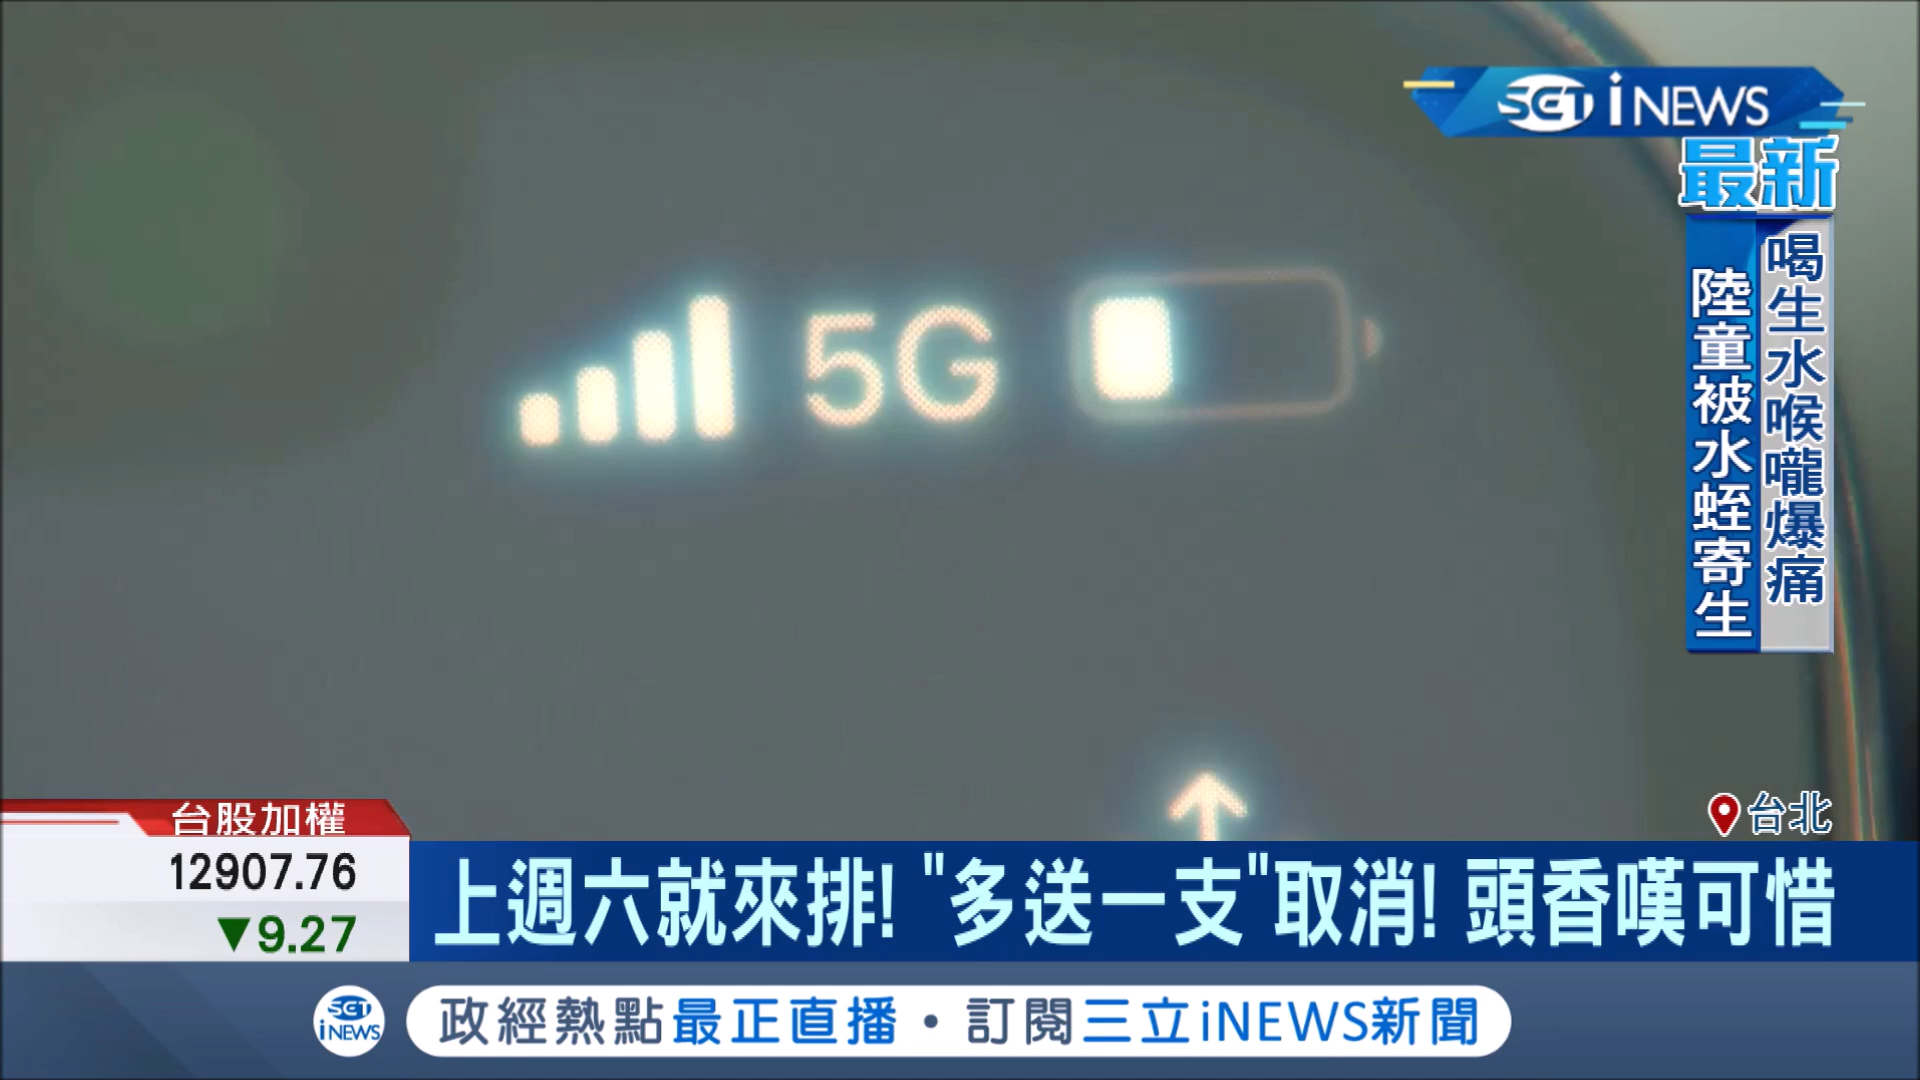 SET iNEWS
最新
喝生水喉嚨爆痛
陸童被水蛭寄生
5G
台北
台股加權
12907.76
▼9.27
上週六就來排! "多送一支"取消! 頭香嘆可惜
SET iNEWS
政經熱點最正直播·訂閱三立iNEWS新聞